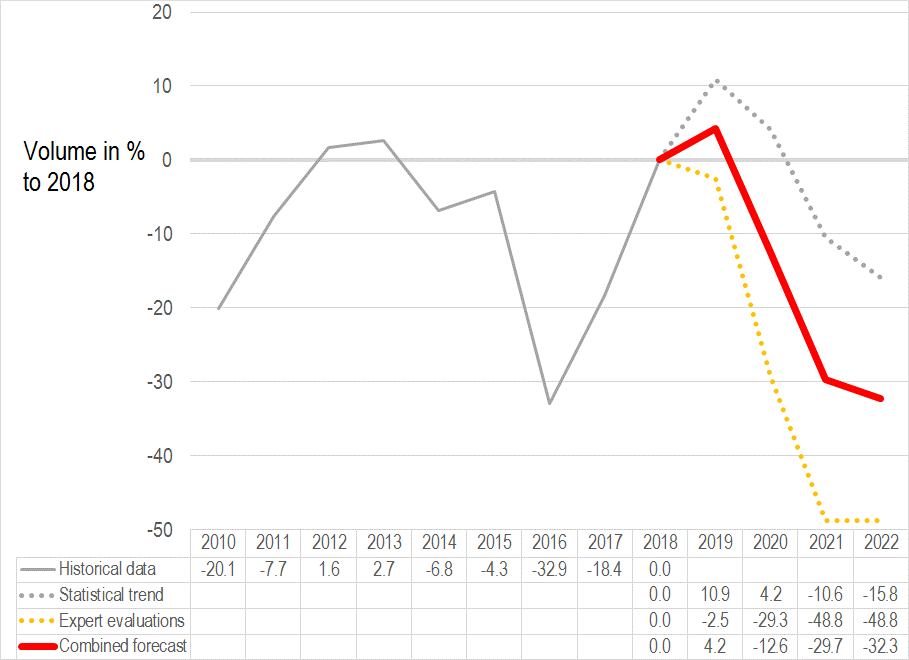 20
10
Volume in %
to 2018
0
-10
-20
-30
-40
-50
2010 2011 2012 2013 2014 2015 2016 2017 2018 2019 2020 2021 2022
Historical data -20.1 -7.7 1.6 2.7 -6.8 -4.3 -32.9 -18.4 0.0
Statistical trend 0.0 10.9 4.2 -10.6 -15.8
Expert evaluations 0.0 -2.5 -29.3 -48.8 -48.8
Combined forecast 0.0 4.2 -12.6 -29.7 -32.3